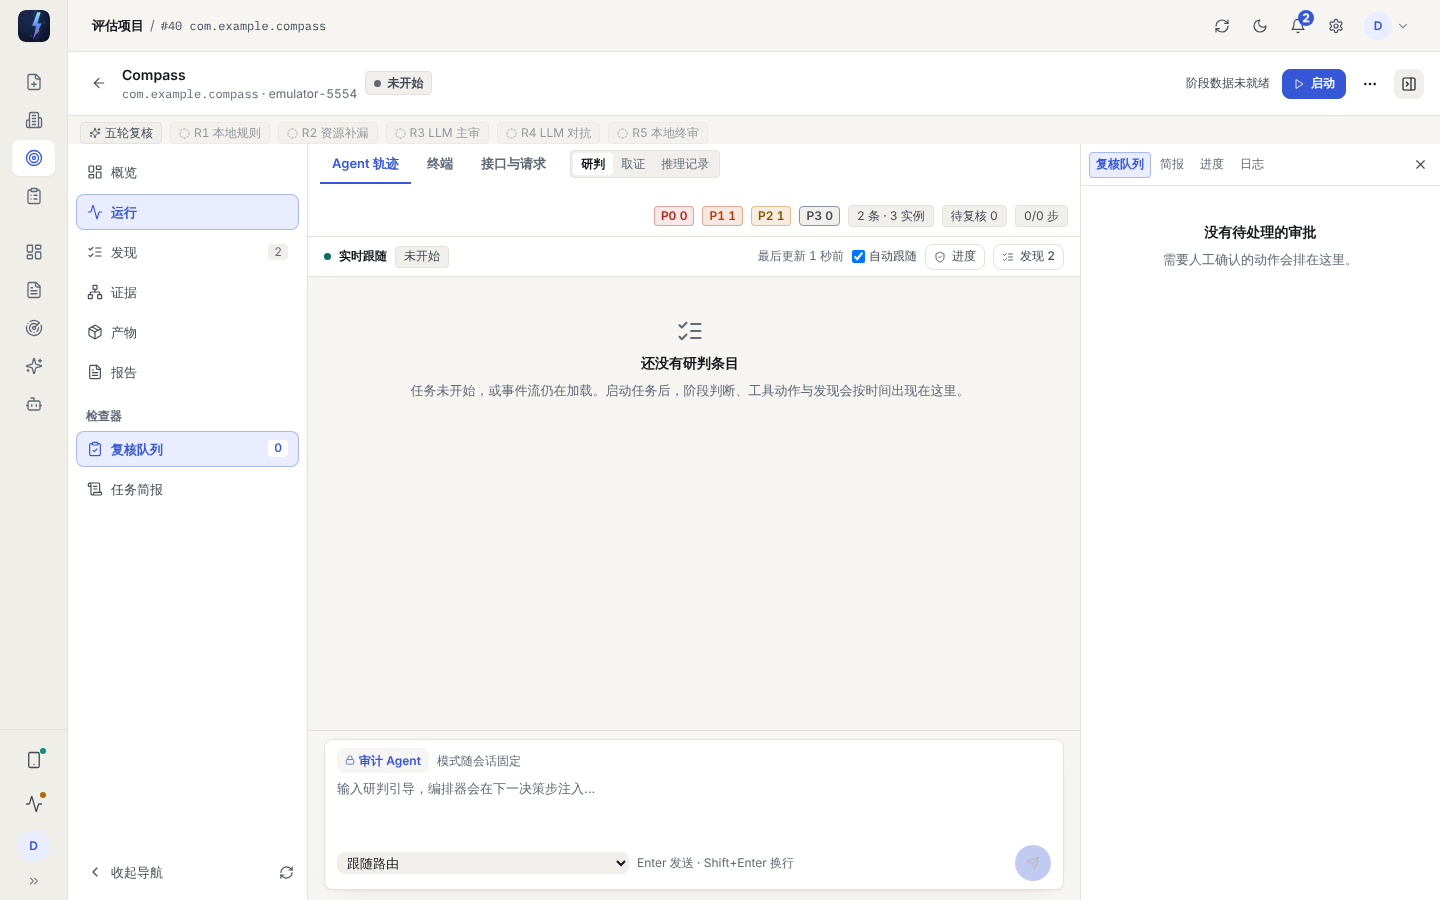 评估项目 / #40 com.example.compass
2
D
Compass
com.example.compass · emulator-5554
未开始
阶段数据未就绪
启动
五轮复核
R1 本地规则
R2 资源补漏
R3 LLM 主审
R4 LLM 对抗
R5 本地终审
概览
运行
发现 2
证据
产物
报告
检查器
复核队列 0
任务简报
收起导航
D
Agent 轨迹
终端
接口与请求
研判
取证
推理记录
P0 0
P1 1
P2 1
P3 0
2 条 · 3 实例
待复核 0
0/0 步
实时跟随
未开始
最后更新 1 秒前
自动跟随
进度
发现 2
还没有研判条目
任务未开始，或事件流仍在加载。启动任务后，阶段判断、工具动作与发现会按时间出现在这里。
审计 Agent
模式随会话固定
输入研判引导，编排器会在下一决策步注入...
跟随路由
Enter 发送 · Shift+Enter 换行
复核队列
简报
进度
日志
没有待处理的审批
需要人工确认的动作会排在这里。